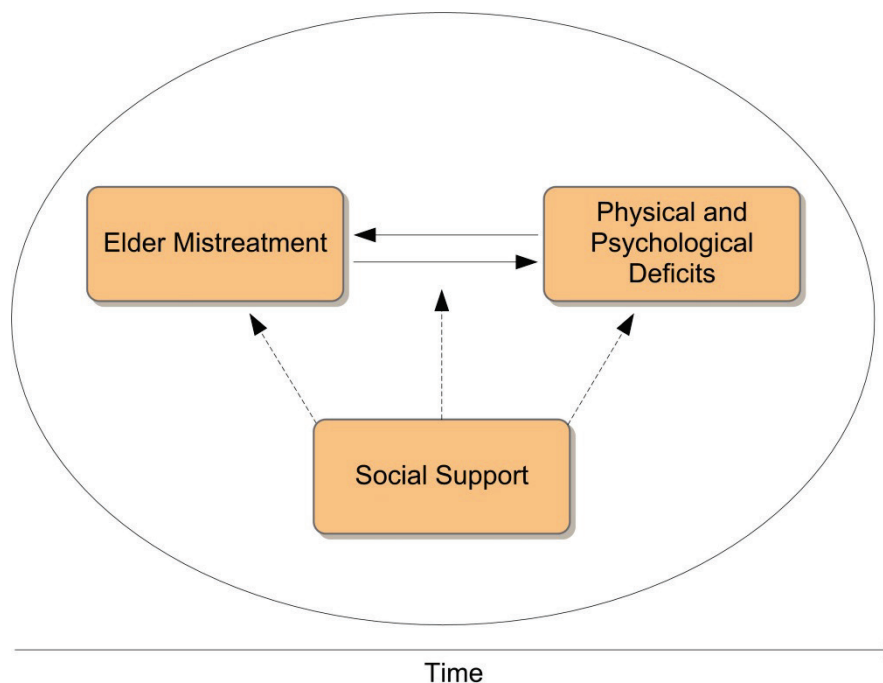 Elder Mistreatment
Physical and
Psychological
Deficits
Social Support
Time